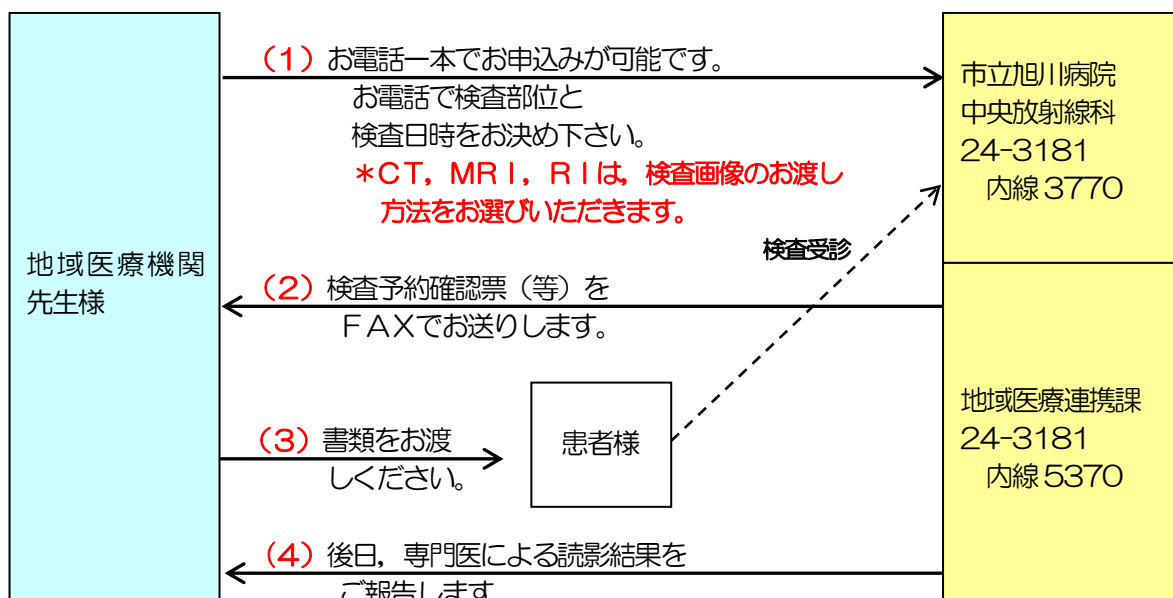 地域医療機関
先生様
(1)お電話一本でお申込みが可能です。
お電話で検査部位と
検査日時をお決め下さい。
*CT,MRI,RIは,検査画像のお渡し
方法をお選びいただきます。
検査受診
(2)検査予約確認票(等)を
FAXでお送りします。
(3)書類をお渡
しください。
患者様
(4)後日,専門医による読影結果を
ご報告します
市立旭川病院
中央放射線科
24-3181
内線3770
地域医療連携課
24-3181
内線5370